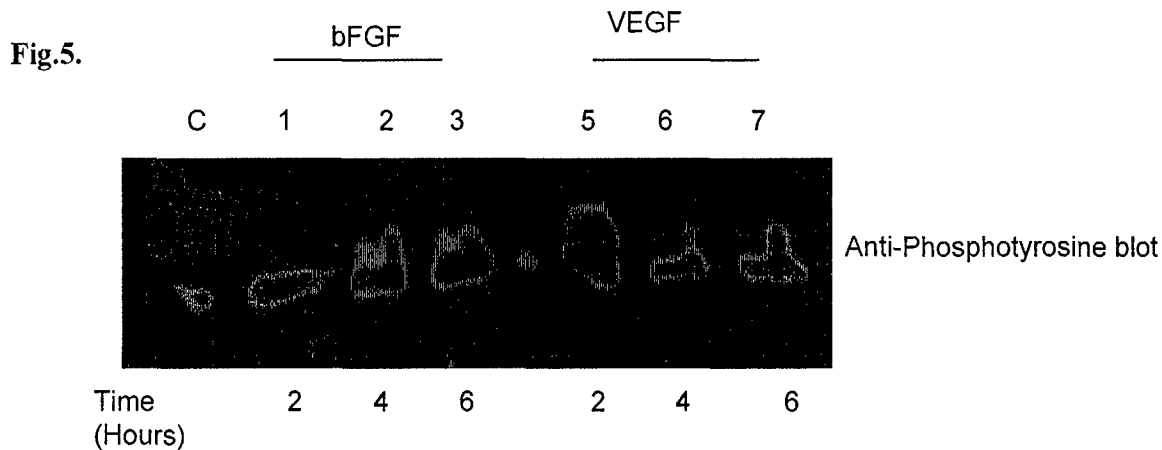 Fig.5.
bFGF VEGF
C 1 2 3 5 6 7
Anti-Phosphotyrosine blot
Time 2 4 6 2 4 6
(Hours)